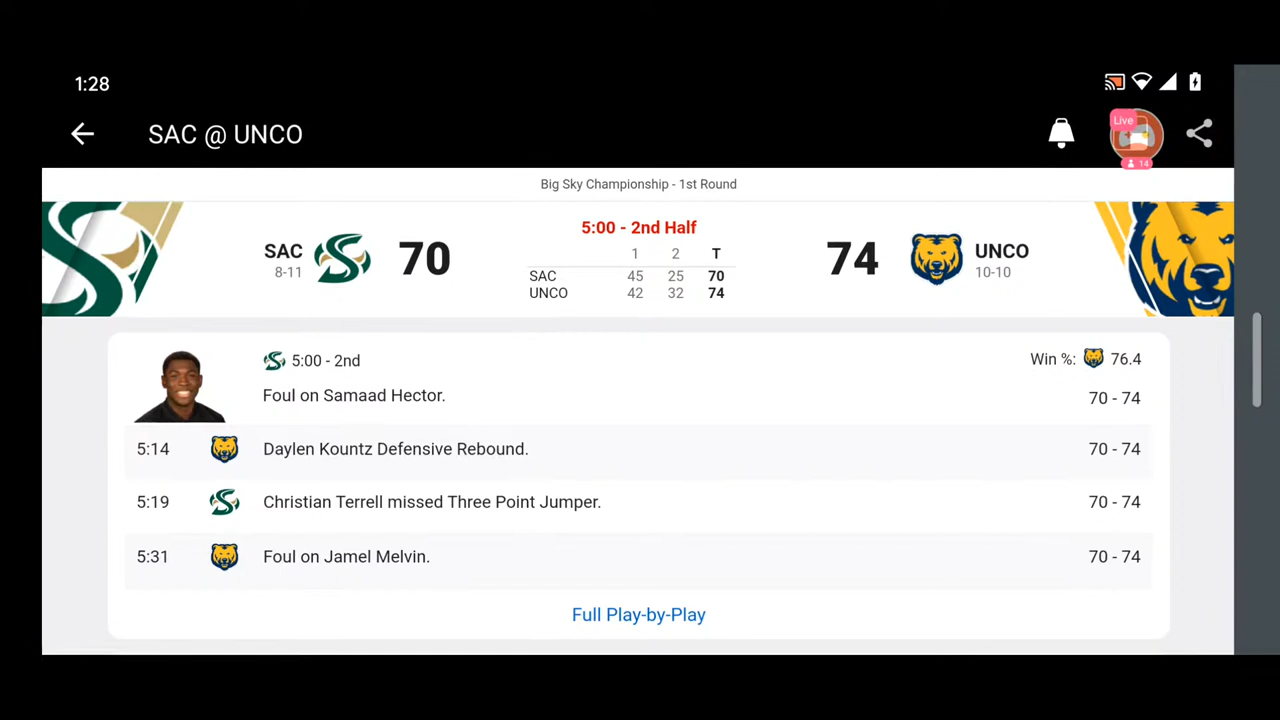 1:28
SAC @ UNCO
Live
14
Big Sky Championship - 1st Round
5:00 - 2nd Half
SAC 70
8-11
1 2 T
SAC 45 25 70
UNCO 42 32 74
74 UNCO
10-10
5:00 - 2nd Win %: 76.4
Foul on Samaad Hector. 70 - 74
5:14 Daylen Kountz Defensive Rebound. 70 - 74
5:19 Christian Terrell missed Three Point Jumper. 70 - 74
5:31 Foul on Jamel Melvin. 70 - 74
Full Play-by-Play